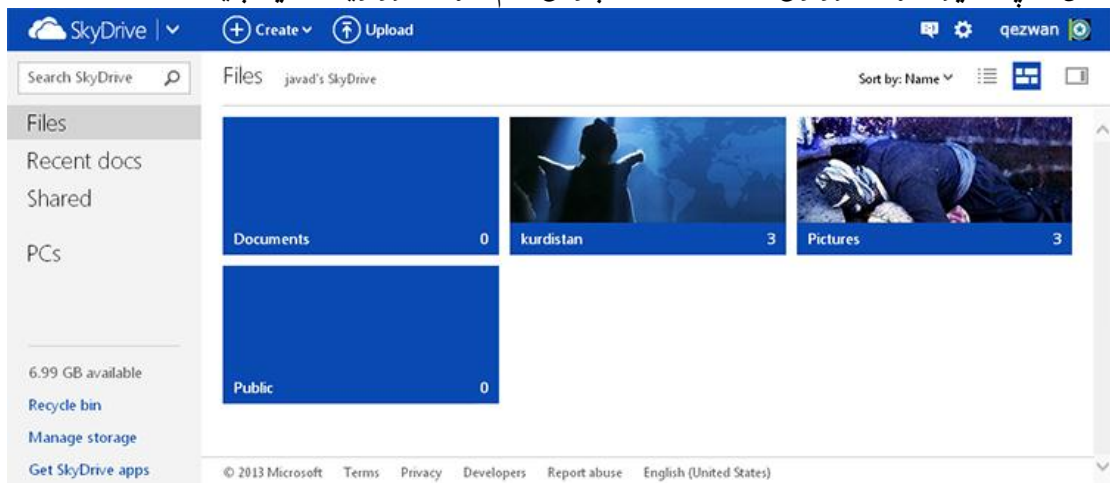 SkyDrive
Create
Upload
qezwan
Search SkyDrive
Files javad's SkyDrive
Sort by: Name
Files
Recent docs
Shared
PCs
Documents 0
kurdistan 3
Pictures 3
Public 0
6.99 GB available
Recycle bin
Manage storage
Get SkyDrive apps
© 2013 Microsoft Terms Privacy Developers Report abuse English (United States)